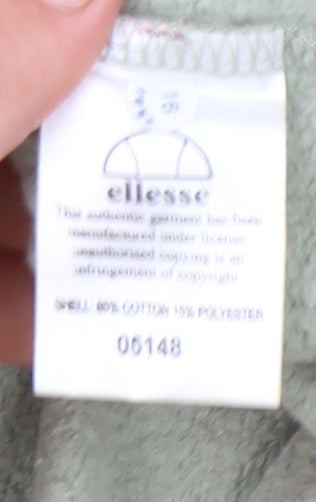 ellesse
This authentic garment has been
manufactured under license
unauthorised copying is an
infringement of copyright
SHELL: 80% COTTON 15% POLYESTER
05148